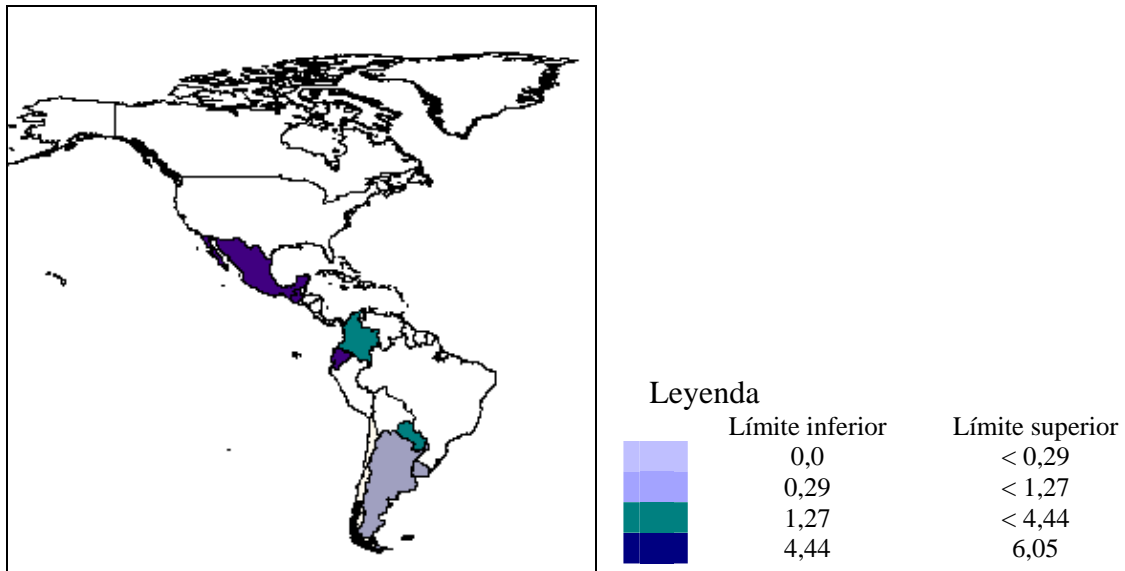 Leyenda
Límite inferior Límite superior
0,0 < 0,29
0,29 < 1,27
1,27 < 4,44
4,44 6,05